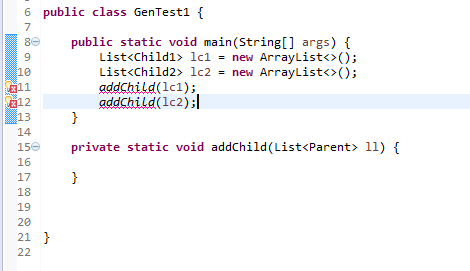 6 public class GenTest1 {
7
8 public static void main(String[] args) {
9 List<Child1> lc1 = new ArrayList<>();
10 List<Child2> lc2 = new ArrayList<>();
11 addChild(lc1);
12 addChild(lc2);
13 }
14
15 private static void addChild(List<Parent> ll) {
16
17 }
18
19
20
21 }
22